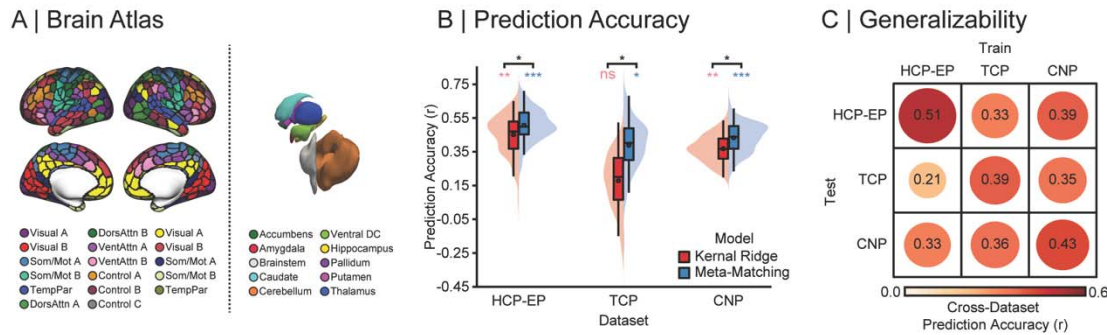 A | Brain Atlas
Visual A
Visual B
Som/Mot A
Som/Mot B
TempPar
DorsAttn A
DorsAttn B
VentAttn A
VentAttn B
Control A
Control B
Control C
Visual A
Visual B
Som/Mot A
Som/Mot B
TempPar
Accumbens
Amygdala
Brainstem
Caudate
Cerebellum
Ventral DC
Hippocampus
Pallidum
Putamen
Thalamus
B | Prediction Accuracy
* * *
** *** ns * ** ***
Prediction Accuracy (r)
0.75
0.55
0.35
0.15
-0.05
-0.25
-0.45
Model
Kernal Ridge
Meta-Matching
HCP-EP TCP CNP
Dataset
C | Generalizability
Train
HCP-EP TCP CNP
Test
HCP-EP 0.51 0.33 0.39
TCP 0.21 0.39 0.35
CNP 0.33 0.36 0.43
0.0 0.6
Cross-Dataset
Prediction Accuracy (r)